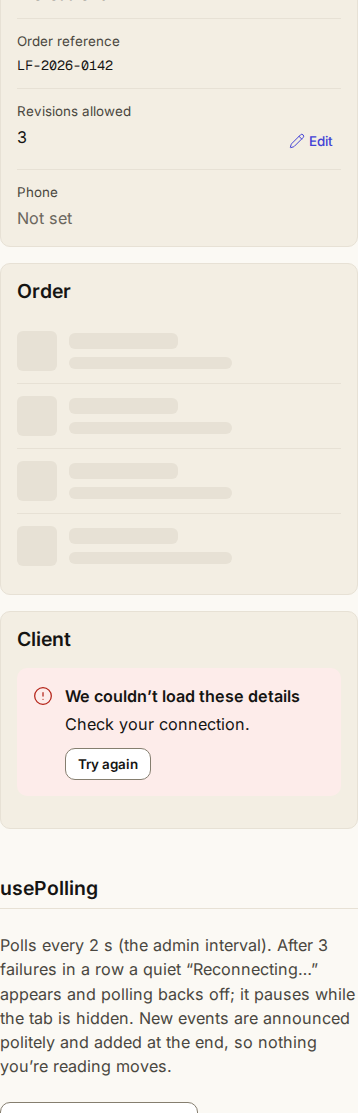 Order reference
LF-2026-0142
Revisions allowed
3
Edit
Phone
Not set
Order
Client
We couldn’t load these details
Check your connection.
Try again
usePolling
Polls every 2 s (the admin interval). After 3
failures in a row a quiet “Reconnecting…”
appears and polling backs off; it pauses while
the tab is hidden. New events are announced
politely and added at the end, so nothing
you’re reading moves.